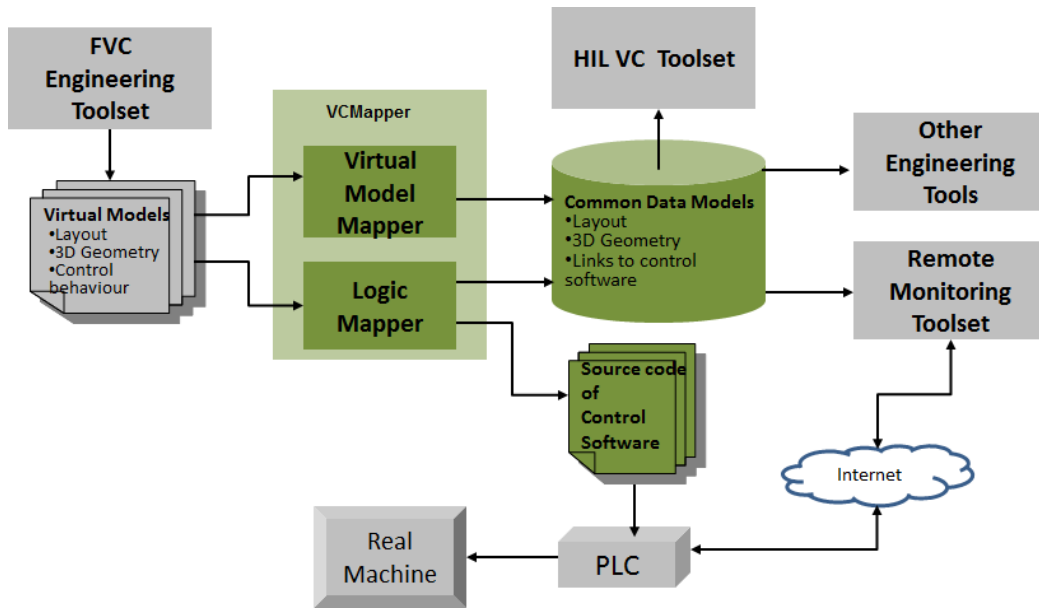 FVC
Engineering
Toolset
HIL VC Toolset
VCMapper
Virtual
Model
Mapper
Logic
Mapper
Virtual Models
•Layout
•3D Geometry
•Control
behaviour
Common Data Models
•Layout
•3D Geometry
•Links to control
software
Other
Engineering
Tools
Remote
Monitoring
Toolset
Source code
of
Control
Software
Internet
Real
Machine
PLC